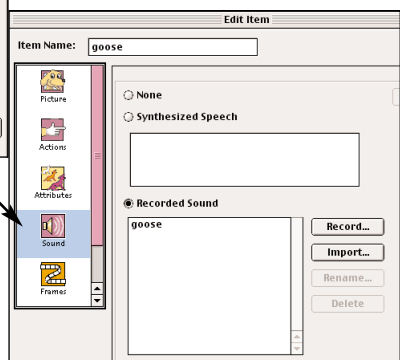 Edit Item
Item Name: goose
Picture
Actions
Attributes
Sound
Frames
None
Synthesized Speech
Recorded Sound
goose
Record...
Import...
Rename...
Delete